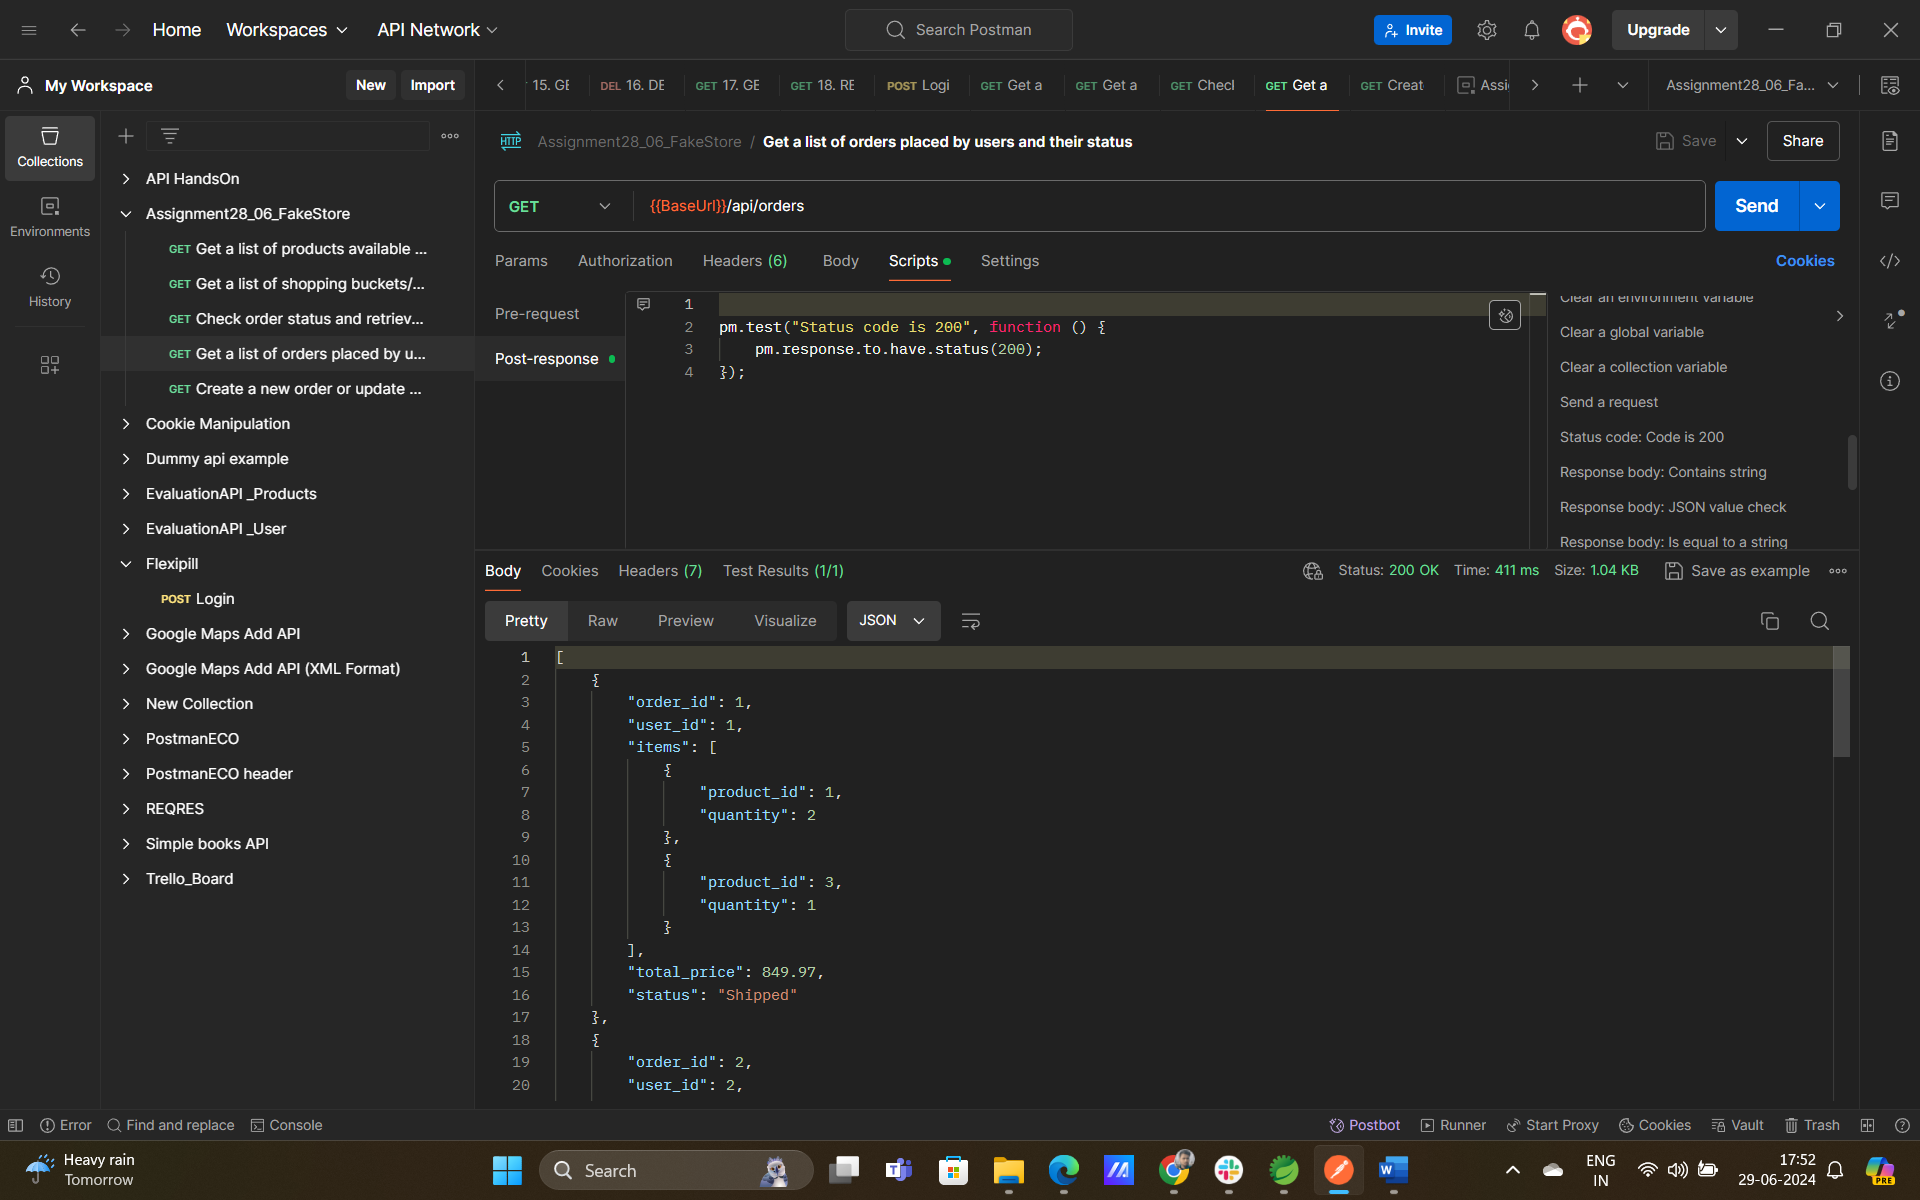 Home
Workspaces
API Network
Search Postman
Invite
Upgrade
My Workspace
New
Import
15. GE
DEL 16. DE
GET 17. GE
GET 18. RE
POST Logi
GET Get a
GET Get a
GET Checl
GET Get a
GET Creat
Assi
Assignment28_06_Fa...
Collections
Environments
History
API HandsOn
Assignment28_06_FakeStore
GET Get a list of products available ...
GET Get a list of shopping buckets/...
GET Check order status and retriev...
GET Get a list of orders placed by u...
GET Create a new order or update ...
Cookie Manipulation
Dummy api example
EvaluationAPI _Products
EvaluationAPI _User
Flexipill
POST Login
Google Maps Add API
Google Maps Add API (XML Format)
New Collection
PostmanECO
PostmanECO header
REQRES
Simple books API
Trello_Board
HTTP Assignment28_06_FakeStore / Get a list of orders placed by users and their status
Save
Share
GET
{{BaseUrl}}/api/orders
Send
Params
Authorization
Headers (6)
Body
Scripts
Settings
Cookies
Pre-request
Post-response
1
2 pm.test("Status code is 200", function () {
3 pm.response.to.have.status(200);
4 });
Clear an environment variable
Clear a global variable
Clear a collection variable
Send a request
Status code: Code is 200
Response body: Contains string
Response body: JSON value check
Response body: Is equal to a string
Body
Cookies
Headers (7)
Test Results (1/1)
Status: 200 OK
Time: 411 ms
Size: 1.04 KB
Save as example
Pretty
Raw
Preview
Visualize
JSON
1 [
2 {
3 "order_id": 1,
4 "user_id": 1,
5 "items": [
6 {
7 "product_id": 1,
8 "quantity": 2
9 },
10 {
11 "product_id": 3,
12 "quantity": 1
13 }
14 ],
15 "total_price": 849.97,
16 "status": "Shipped"
17 },
18 {
19 "order_id": 2,
20 "user_id": 2,
Error
Find and replace
Console
Postbot
Runner
Start Proxy
Cookies
Vault
Trash
Heavy rain
Tomorrow
Search
W
ENG
IN
17:52
29-06-2024
PRE